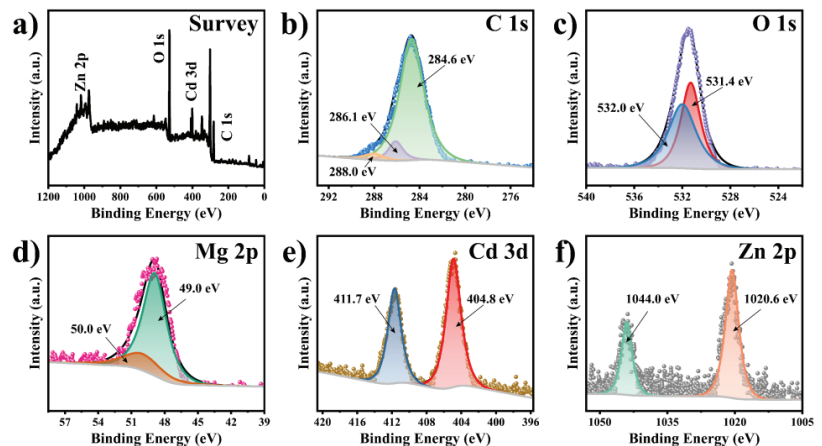 a)
Survey
Intensity (a.u.)
Zn 2p
O 1s
Cd 3d
C 1s
1200 1000 800 600 400 200 0
Binding Energy (eV)
b)
C 1s
Intensity (a.u.)
284.6 eV
286.1 eV
288.0 eV
292 288 284 280 276
Binding Energy (eV)
c)
O 1s
Intensity (a.u.)
531.4 eV
532.0 eV
540 536 532 528 524
Binding Energy (eV)
d)
Mg 2p
Intensity (a.u.)
49.0 eV
50.0 eV
57 54 51 48 45 42 39
Binding Energy (eV)
e)
Cd 3d
Intensity (a.u.)
411.7 eV
404.8 eV
420 416 412 408 404 400 396
Binding Energy (eV)
f)
Zn 2p
Intensity (a.u.)
1044.0 eV
1020.6 eV
1050 1035 1020 1005
Binding Energy (eV)